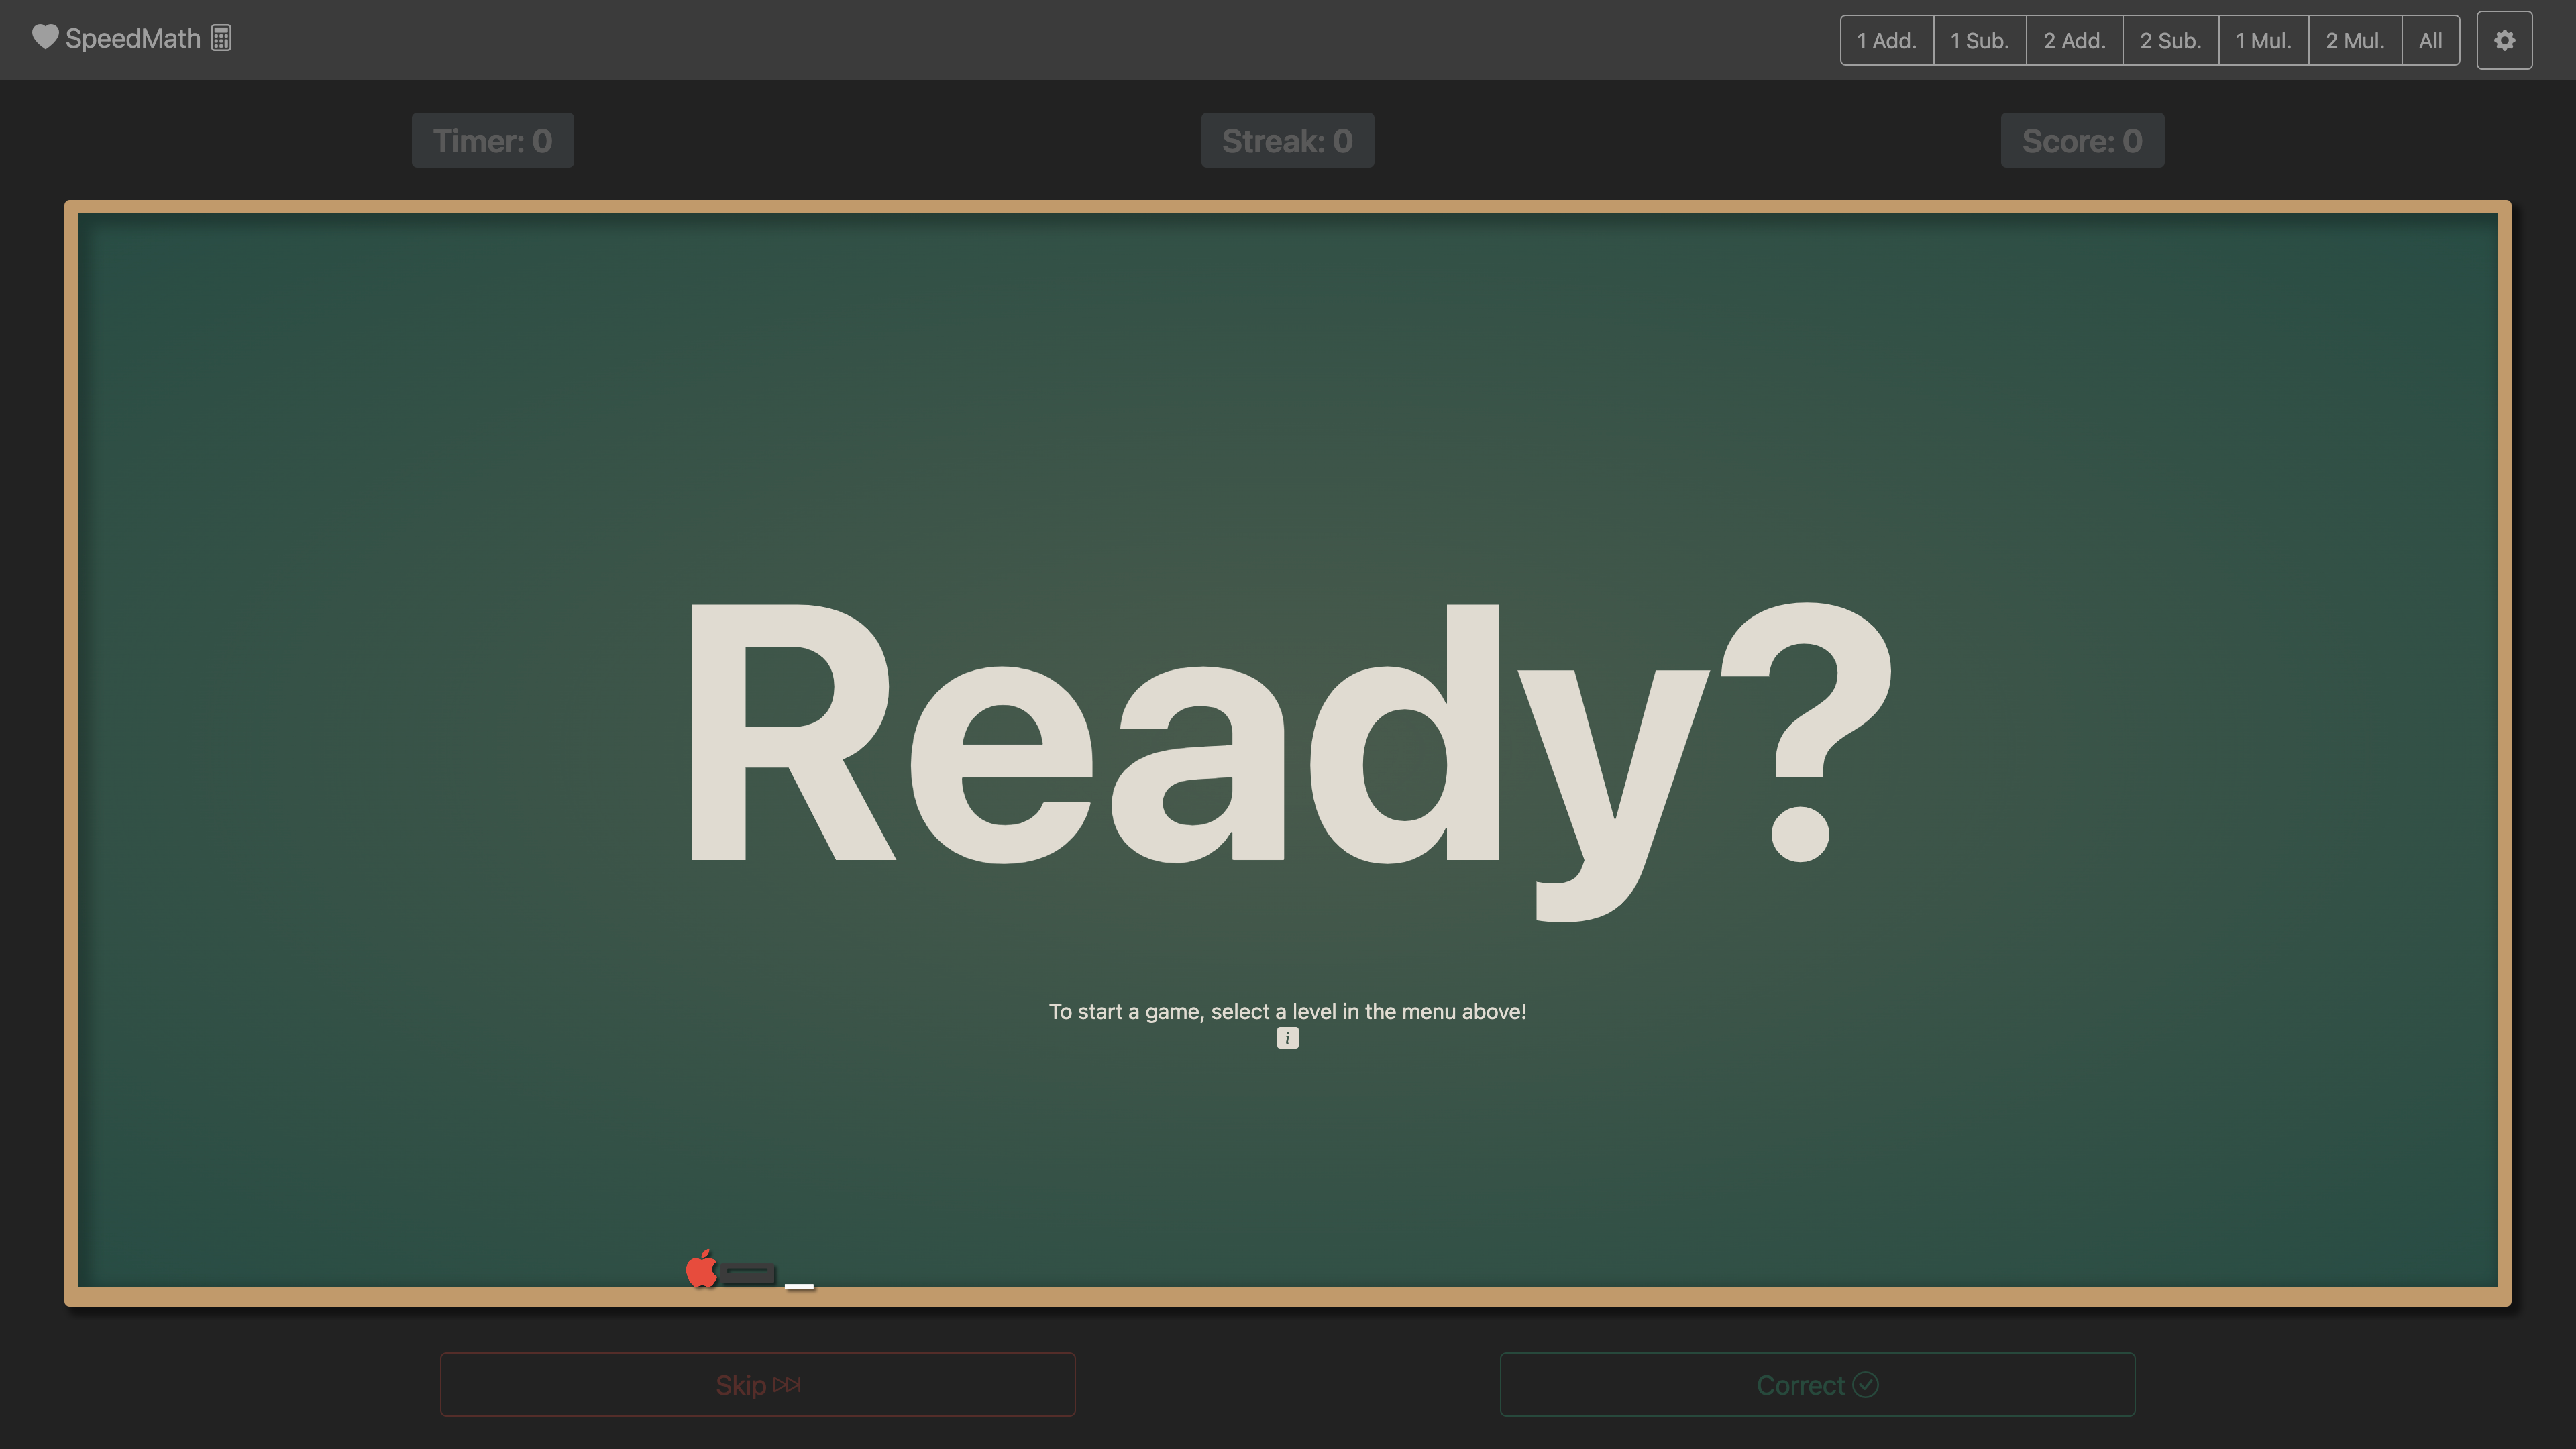 SpeedMath
1 Add. 1 Sub. 2 Add. 2 Sub. 1 Mul. 2 Mul. All
Timer: 0 Streak: 0 Score: 0
Ready?
To start a game, select a level in the menu above!
i
Skip Correct